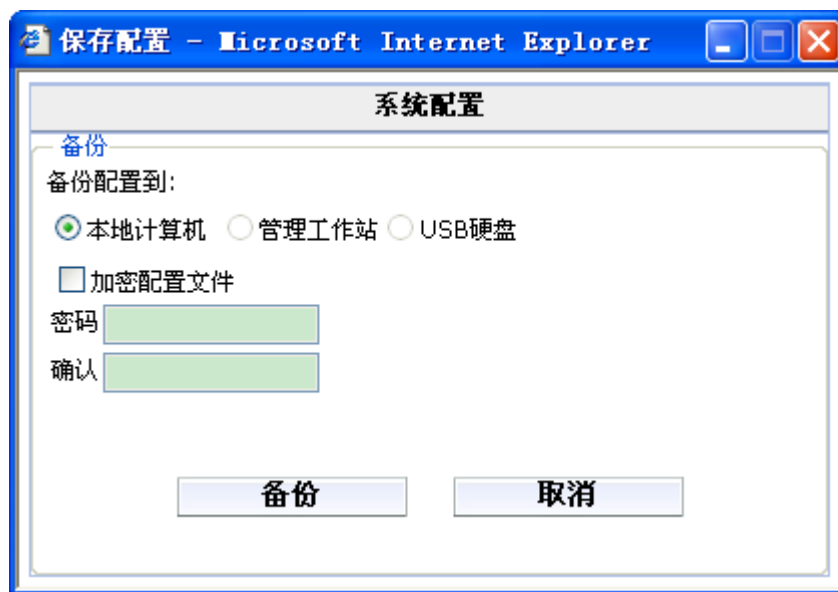 保存配置 - Microsoft Internet Explorer
系统配置
备份
备份配置到:
本地计算机 管理工作站 USB硬盘
加密配置文件
密码
确认
备份 取消